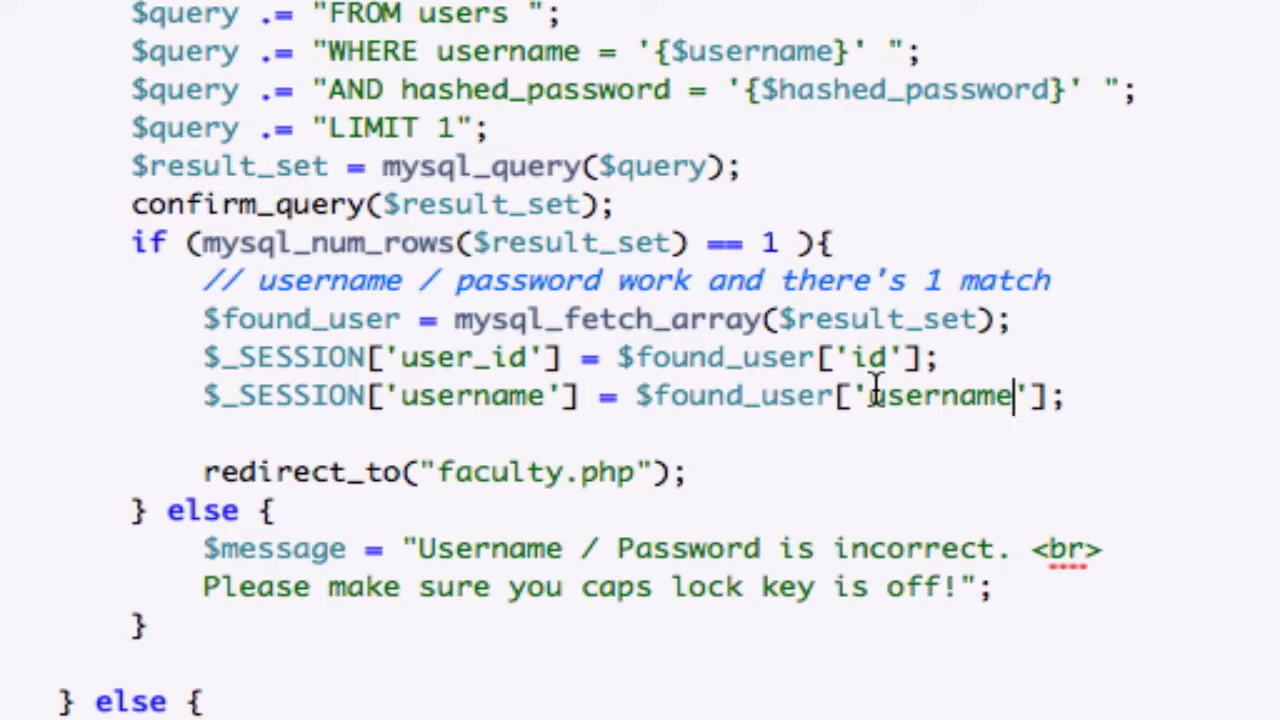 $query .= "FROM users ";
$query .= "WHERE username = '{$username}' ";
$query .= "AND hashed_password = '{$hashed_password}' ";
$query .= "LIMIT 1";
$result_set = mysql_query($query);
confirm_query($result_set);
if (mysql_num_rows($result_set) == 1 ){
// username / password work and there's 1 match
$found_user = mysql_fetch_array($result_set);
$_SESSION['user_id'] = $found_user['id'];
$_SESSION['username'] = $found_user['username'];
redirect_to("faculty.php");
} else {
$message = "Username / Password is incorrect. <br>
Please make sure you caps lock key is off!";
}
} else {